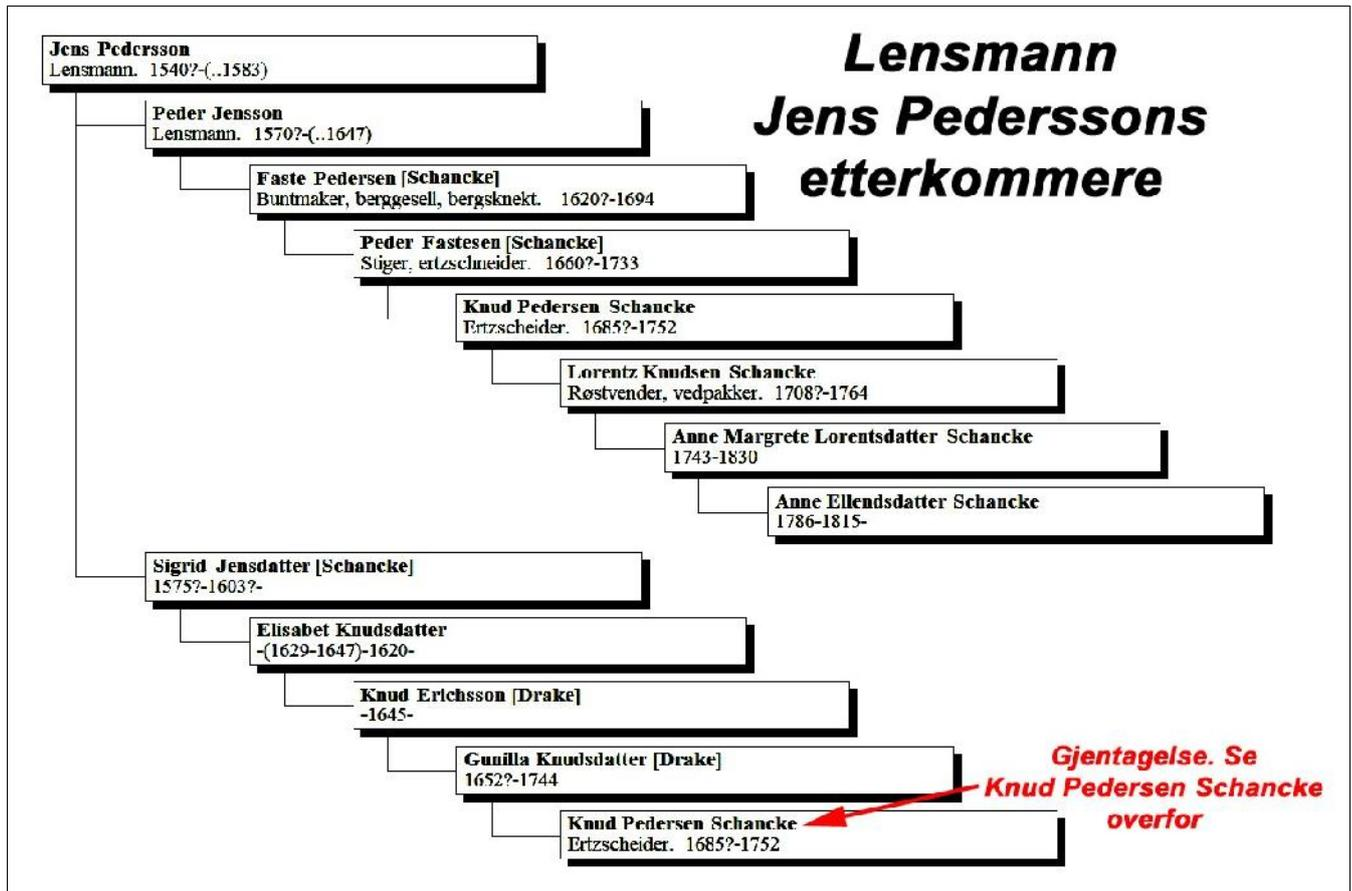 Lensmann
Jens Pederssons
etterkommere
Jens Pedersson
Lensmann. 1540?-(..1583)
Peder Jensson
Lensmann. 1570?-(..1647)
Faste Pedersen [Schancke]
Buntmaker, berggesell, bergsknekt. 1620?-1694
Peder Fastesen [Schancke]
Stiger, ertzschneider. 1660?-1733
Knud Pedersen Schancke
Ertzscheider. 1685?-1752
Lorentz Knudsen Schancke
Røstvender, vedpakker. 1708?-1764
Anne Margrete Lorentsdatter Schancke
1743-1830
Anne Ellendsdatter Schancke
1786-1815-
Sigrid Jensdatter [Schancke]
1575?-1603?-
Elisabet Knudsdatter
-(1629-1647)-1620-
Knud Erichsson [Drake]
-1645-
Gunilla Knudsdatter [Drake]
1652?-1744
Knud Pedersen Schancke
Ertzscheider. 1685?-1752
Gjentagelse. Se
Knud Pedersen Schancke
overfor